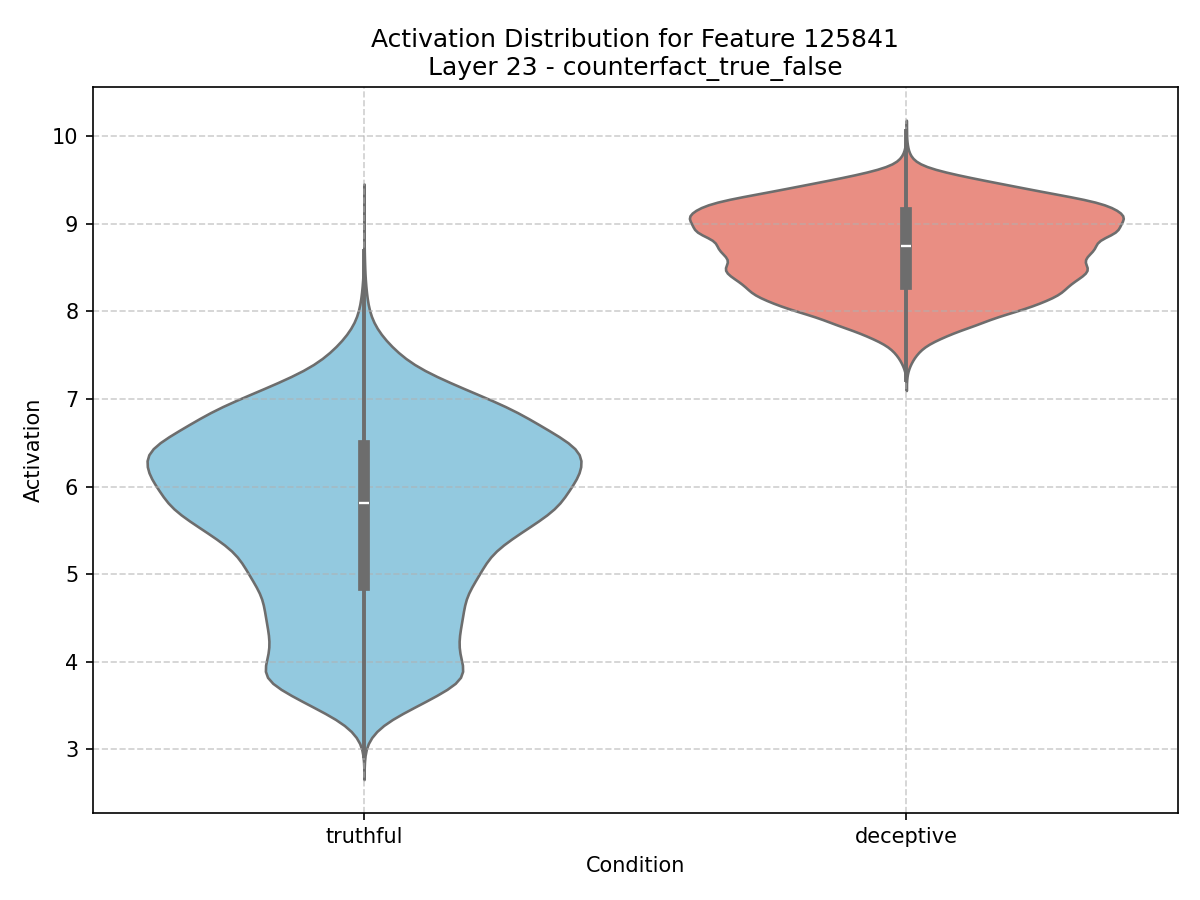 Activation Distribution for Feature 125841
Layer 23 - counterfact_true_false
Activation
10
9
8
7
6
5
4
3
truthful
deceptive
Condition